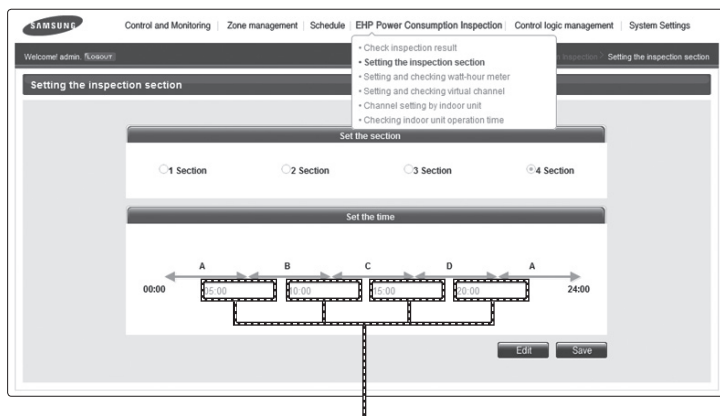 SAMSUNG Control and Monitoring Zone management Schedule EHP Power Consumption Inspection Control logic management System Settings
Welcome! admin. LOGOUT
• Check inspection result
• Setting the inspection section
• Setting and checking watt-hour meter
• Setting and checking virtual channel
• Channel setting by indoor unit
• Checking indoor unit operation time
Inspection > Setting the inspection section
Setting the inspection section
Set the section
1 Section 2 Section 3 Section 4 Section
Set the time
A B C D A
00:00 05:00 10:00 15:00 20:00 24:00
Edit Save